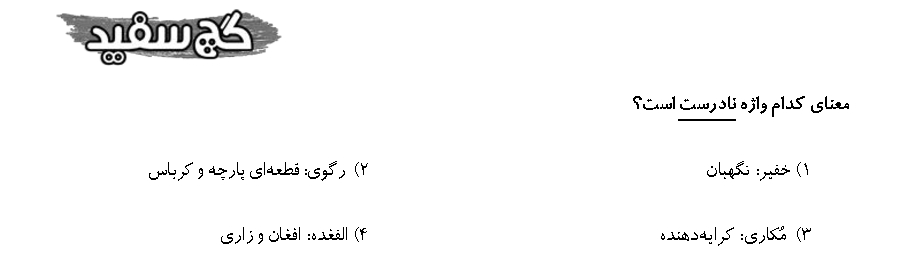 گچ سفید
معنای کدام واژه نادرست است؟
۱) خفیر: نگهبان
۲) رگوی: قطعه‌ای پارچه و کرباس
۳) مُکاری: کرایه‌دهنده
۴) الفغده: افغان و زاری